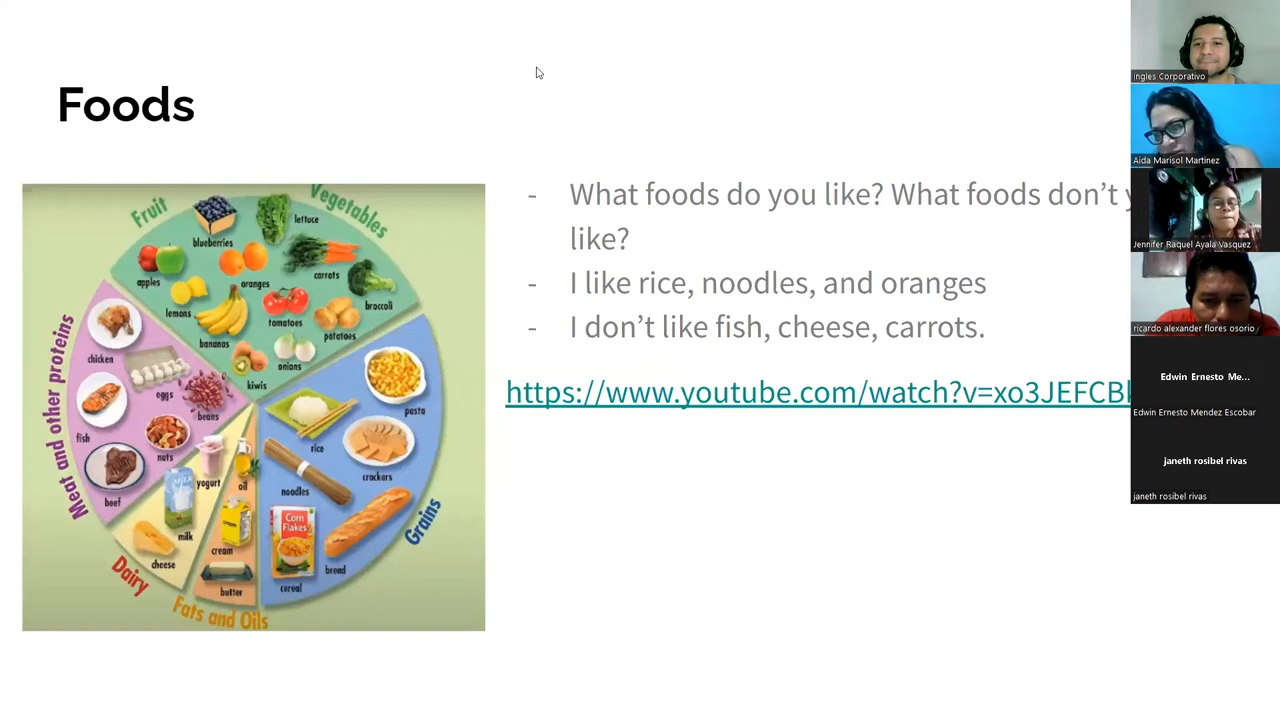 Foods
- What foods do you like? What foods don't
like?
- I like rice, noodles, and oranges
- I don't like fish, cheese, carrots.
https://www.youtube.com/watch?v=xo3JEFCB
Fruit
Vegetables
blueberries
lettuce
apples
oranges
carrots
lemons
broccoli
bananas
tomatoes
potatoes
kiwis
onions
Meat and other proteins
chicken
eggs
beans
fish
nuts
beef
pasta
rice
crackers
noodles
Corn
Flakes
bread
cereal
Grains
yogurt
MILK
milk
cheese
Dairy
oil
cream
butter
Fats and Oils
Ingles Corporativo
Aida Marisol Martinez
Jennifer Raquel Ayala Vasquez
ricardo alexander flores osorio
Edwin Ernesto Me...
Edwin Ernesto Mendez Escobar
janeth rosibel rivas
janeth rosibel rivas